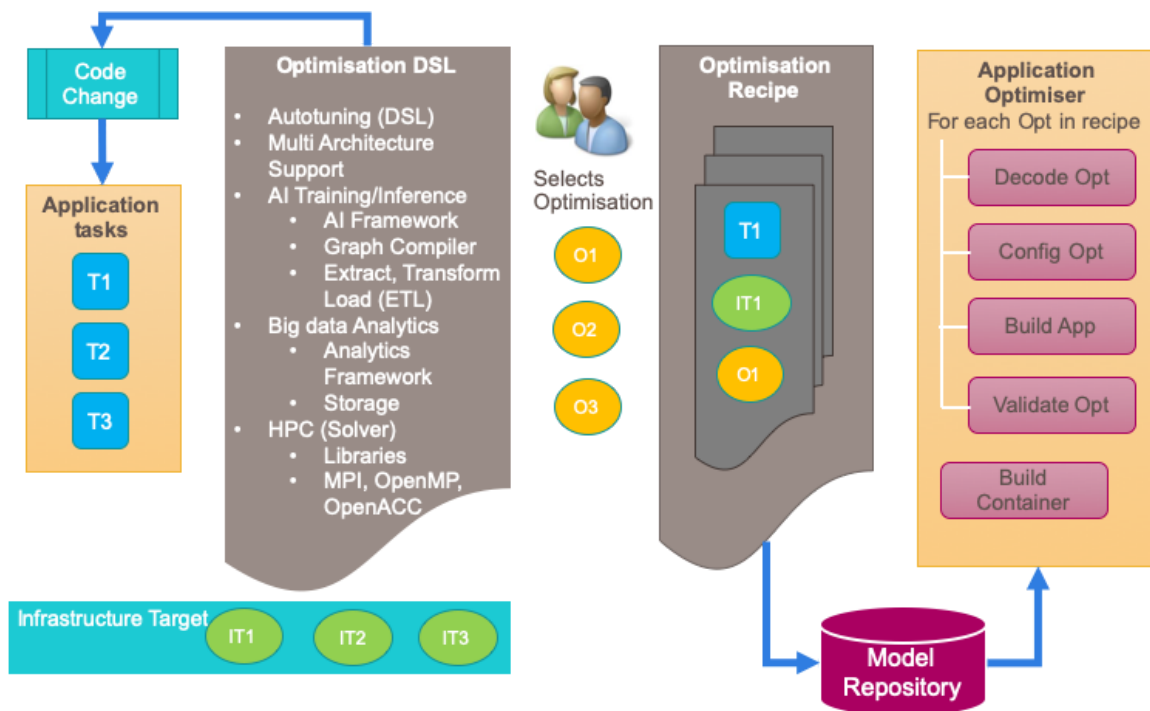 Code
Change
Application
tasks
T1
T2
T3
Optimisation DSL
• Autotuning (DSL)
• Multi Architecture
Support
• AI Training/Inference
• AI Framework
• Graph Compiler
• Extract, Transform
Load (ETL)
• Big data Analytics
• Analytics
Framework
• Storage
• HPC (Solver)
• Libraries
• MPI, OpenMP,
OpenACC
Infrastructure Target
IT1
IT2
IT3
Selects
Optimisation
O1
O2
O3
Optimisation
Recipe
T1
IT1
O1
Model
Repository
Application
Optimiser
For each Opt in recipe
Decode Opt
Config Opt
Build App
Validate Opt
Build
Container